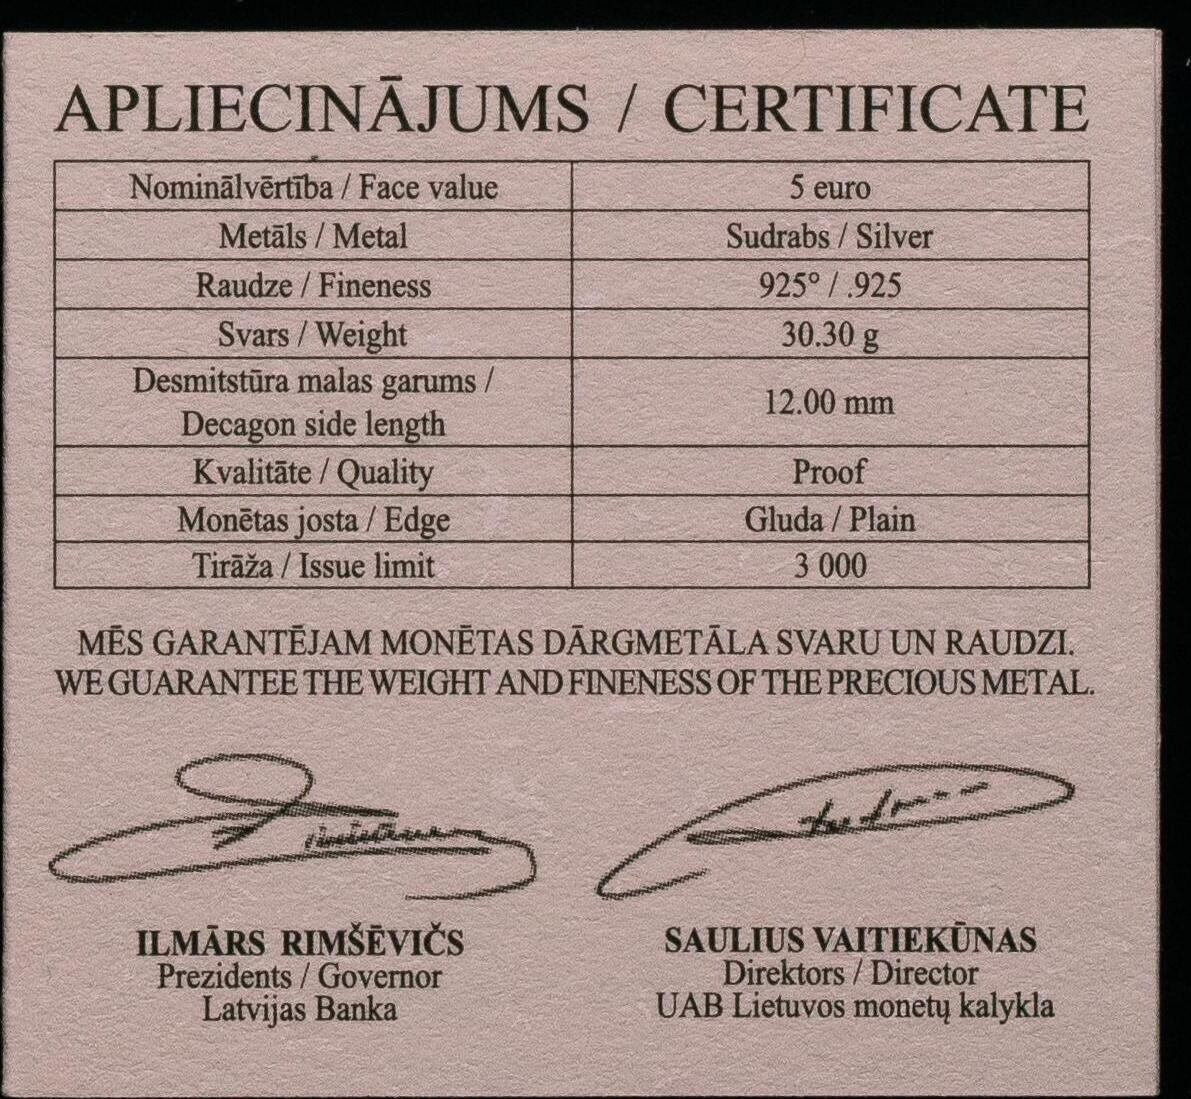 APLIECINĀJUMS / CERTIFICATE
Nominālvērtība / Face value 5 euro
Metāls / Metal Sudrabs / Silver
Raudze / Fineness 925° / .925
Svars / Weight 30.30 g
Desmitstūra malas garums /
Decagon side length 12.00 mm
Kvalitāte / Quality Proof
Monētas josta / Edge Gluda / Plain
Tirāža / Issue limit 3 000
MĒS GARANTĒJAM MONĒTAS DĀRGMETĀLA SVARU UN RAUDZI.
WE GUARANTEE THE WEIGHT AND FINENESS OF THE PRECIOUS METAL.
ILMĀRS RIMŠĒVIČS
Prezidents / Governor
Latvijas Banka
SAULIUS VAITIEKŪNAS
Direktors / Director
UAB Lietuvos monetų kalykla